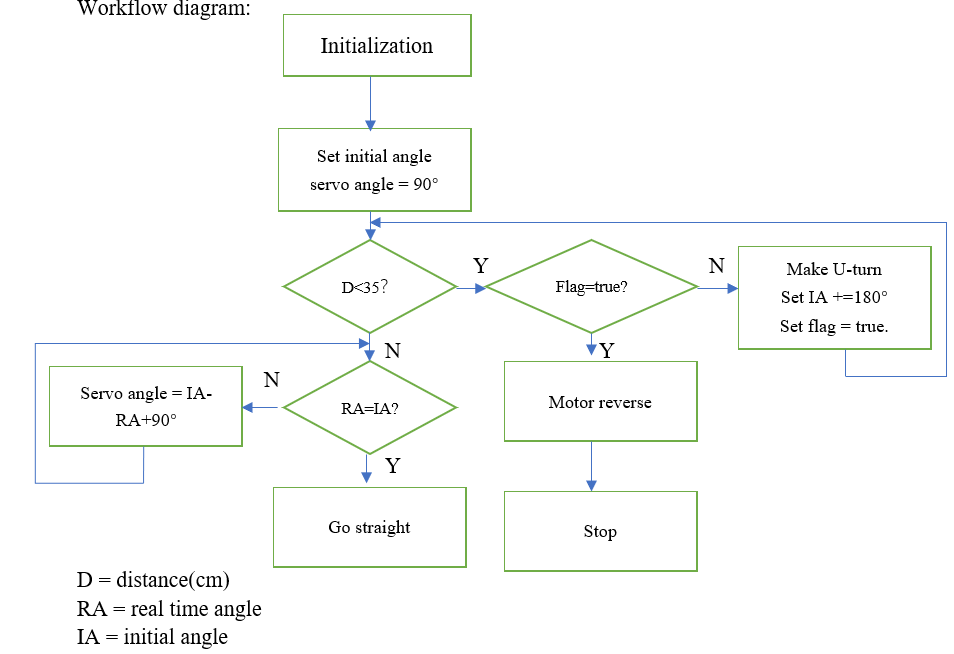 Workflow diagram:
Initialization
Set initial angle
servo angle = 90°
D<35?
Y
Flag=true?
N
Make U-turn
Set IA +=180°
Set flag = true.
N
Y
Servo angle = IA-
RA+90°
N
RA=IA?
Motor reverse
Y
Go straight
Stop
D = distance(cm)
RA = real time angle
IA = initial angle